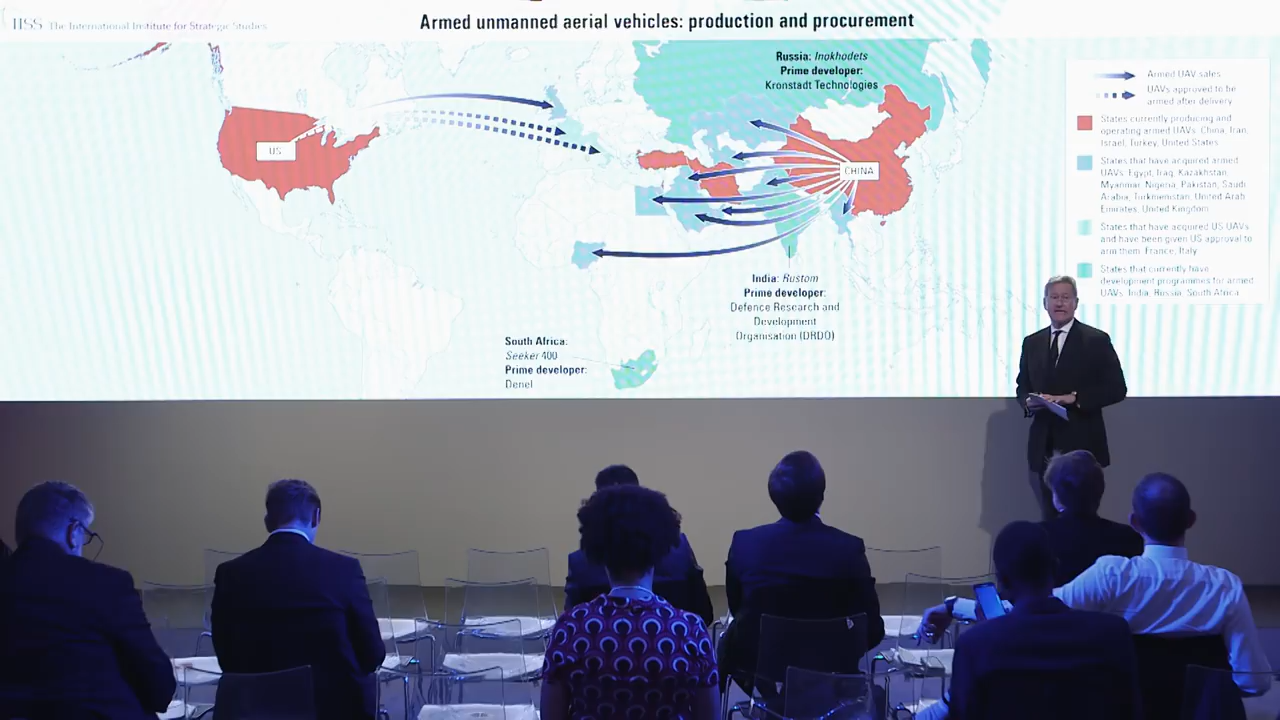 IISS The International Institute for Strategic Studies
Armed unmanned aerial vehicles: production and procurement
Russia: Inokhodets
Prime developer:
Kronstadt Technologies
Armed UAV sales
UAVs approved to be
armed after delivery
States currently producing and
operating armed UAVs: China, Iran,
Israel, Turkey, United States
States that have acquired armed
UAVs: Egypt, Iraq, Kazakhstan,
Myanmar, Nigeria, Pakistan, Saudi
Arabia, Turkmenistan, United Arab
Emirates, United Kingdom
States that have acquired US UAVs
and have been given US approval to
arm them: France, Italy
States that currently have
development programmes for armed
UAVs: India, Russia, South Africa
US
CHINA
India: Rustom
Prime developer:
Defence Research and
Development
Organisation (DRDO)
South Africa:
Seeker 400
Prime developer:
Denel